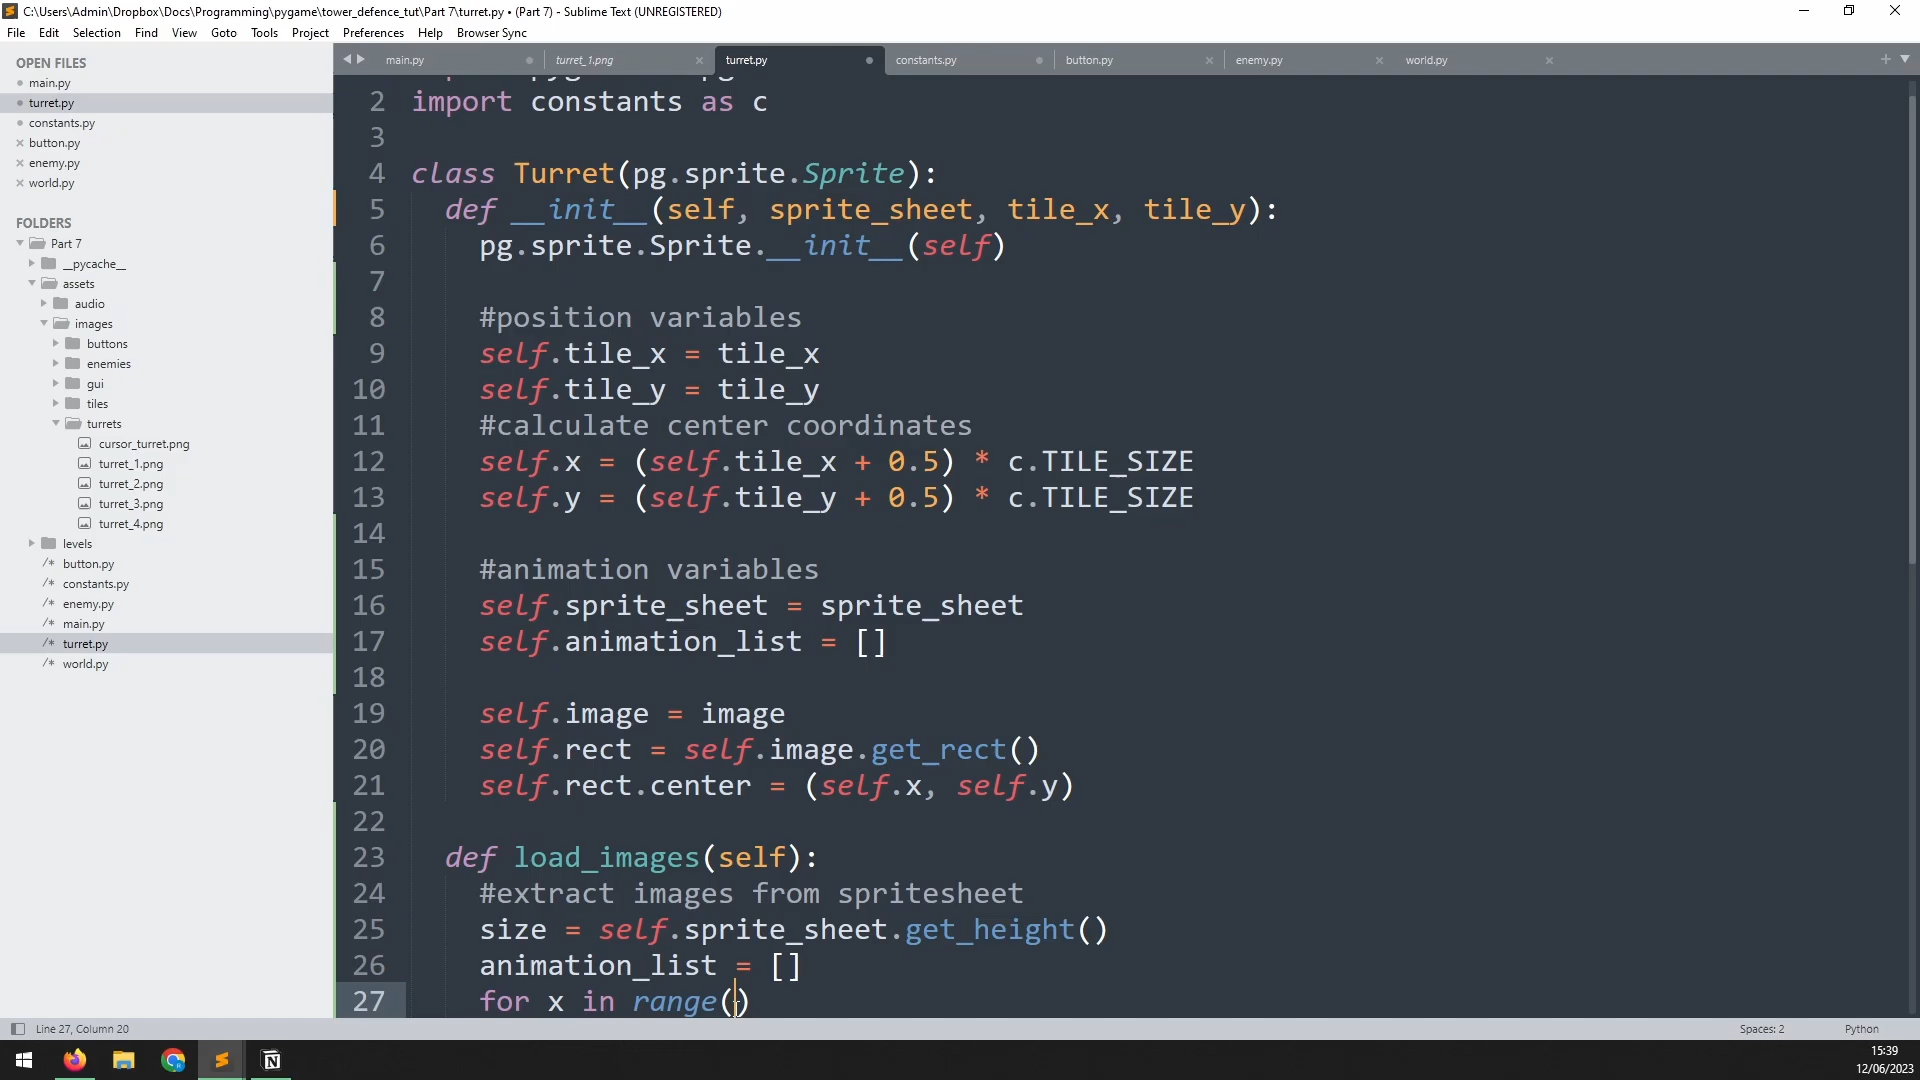 C:\Users\Admin\Dropbox\Docs\Programming\pygame\tower_defence_tut\Part 7\turret.py • (Part 7) - Sublime Text (UNREGISTERED)
File Edit Selection Find View Goto Tools Project Preferences Help Browser Sync
OPEN FILES
main.py
turret.py
constants.py
button.py
enemy.py
world.py
FOLDERS
Part 7
__pycache__
assets
audio
images
buttons
enemies
gui
tiles
turrets
cursor_turret.png
turret_1.png
turret_2.png
turret_3.png
turret_4.png
levels
/* button.py
/* constants.py
/* enemy.py
/* main.py
/* turret.py
/* world.py
main.py turret_1.png turret.py constants.py button.py enemy.py world.py
2 import constants as c
3
4 class Turret(pg.sprite.Sprite):
5 def __init__(self, sprite_sheet, tile_x, tile_y):
6 pg.sprite.Sprite.__init__(self)
7
8 #position variables
9 self.tile_x = tile_x
10 self.tile_y = tile_y
11 #calculate center coordinates
12 self.x = (self.tile_x + 0.5) * c.TILE_SIZE
13 self.y = (self.tile_y + 0.5) * c.TILE_SIZE
14
15 #animation variables
16 self.sprite_sheet = sprite_sheet
17 self.animation_list = []
18
19 self.image = image
20 self.rect = self.image.get_rect()
21 self.rect.center = (self.x, self.y)
22
23 def load_images(self):
24 #extract images from spritesheet
25 size = self.sprite_sheet.get_height()
26 animation_list = []
27 for x in range()
Line 27, Column 20
Spaces: 2
Python
15:39
12/06/2023